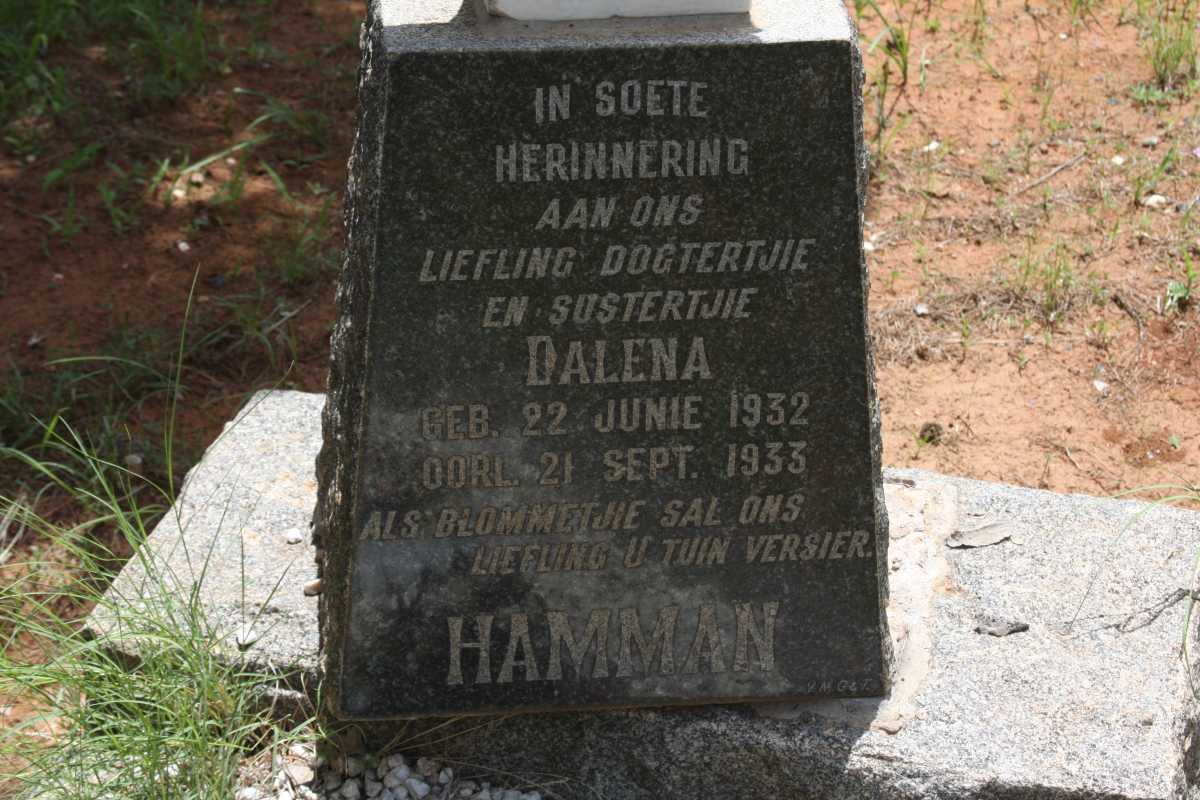 IN SOETE
HERINNERING
AAN ONS
LIEFLING DOGTERTJIE
EN SUSTERTJIE
DALENA
GEB. 22 JUNIE 1932
OORL. 21 SEPT. 1933
ALS BLOMMETJIE SAL ONS
LIEFLING U TUIN VERSIER.
HAMMAN